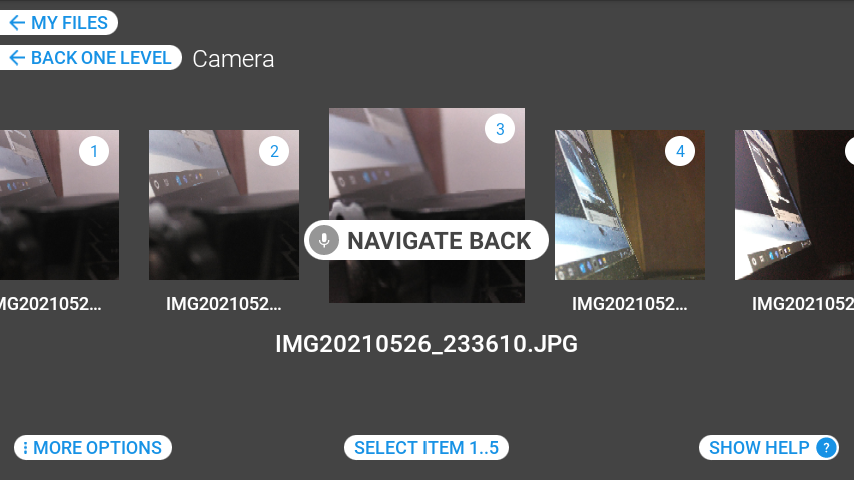 MY FILES
BACK ONE LEVEL Camera
1
2
3
4
NAVIGATE BACK
MG2021052...
IMG2021052...
IMG2021052...
IMG2021052
IMG20210526_233610.JPG
MORE OPTIONS
SELECT ITEM 1..5
SHOW HELP ?